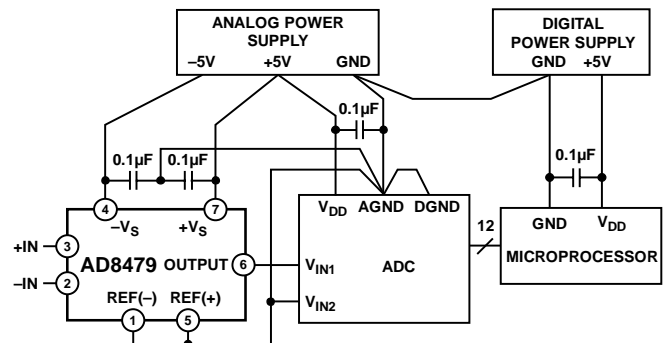 ANALOG POWER
SUPPLY
–5V +5V GND
DIGITAL
POWER SUPPLY
GND +5V
0.1µF
0.1µF 0.1µF
0.1µF
4 7
–VS +VS
VDD AGND DGND
GND VDD
12
MICROPROCESSOR
+IN 3
AD8479 OUTPUT 6
VIN1
ADC
–IN 2
REF(–) REF(+)
VIN2
1 5